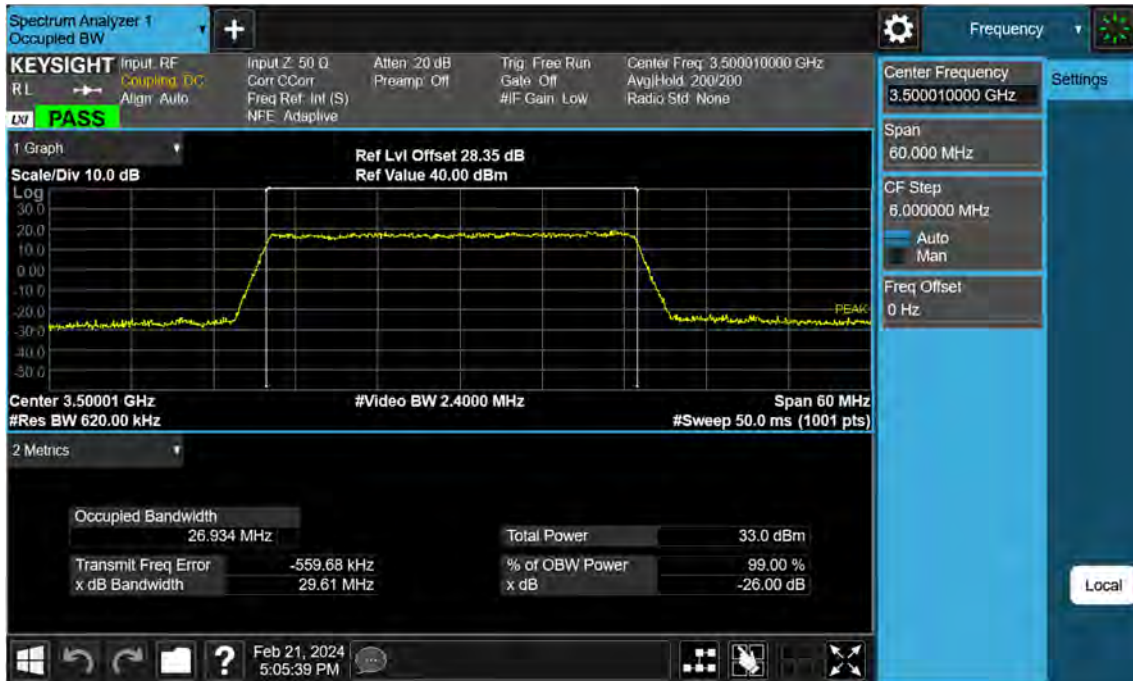 Spectrum Analyzer 1
Occupied BW
+
Frequency
KEYSIGHT
RL
LXI PASS
Input: RF
Coupling: DC
Align: Auto
Input Z: 50 Ω
Corr CCorr
Freq Ref: Int (S)
NFE: Adaptive
Atten: 20 dB
Preamp: Off
Trig: Free Run
Gate: Off
#IF Gain: Low
Center Freq: 3.500010000 GHz
Avg|Hold: 200/200
Radio Std: None
1 Graph
Scale/Div 10.0 dB
Ref Lvl Offset 28.35 dB
Ref Value 40.00 dBm
Log
30.0
20.0
10.0
0.00
-10.0
-20.0
-30.0
-40.0
-50.0
PEAK
Center 3.50001 GHz
#Video BW 2.4000 MHz
Span 60 MHz
#Res BW 620.00 kHz
#Sweep 50.0 ms (1001 pts)
2 Metrics
Occupied Bandwidth
26.934 MHz
Total Power 33.0 dBm
Transmit Freq Error -559.68 kHz
% of OBW Power 99.00 %
x dB Bandwidth 29.61 MHz
x dB -26.00 dB
Center Frequency
3.500010000 GHz
Settings
Span
60.000 MHz
CF Step
6.000000 MHz
Auto
Man
Freq Offset
0 Hz
Local
?
Feb 21, 2024
5:05:39 PM